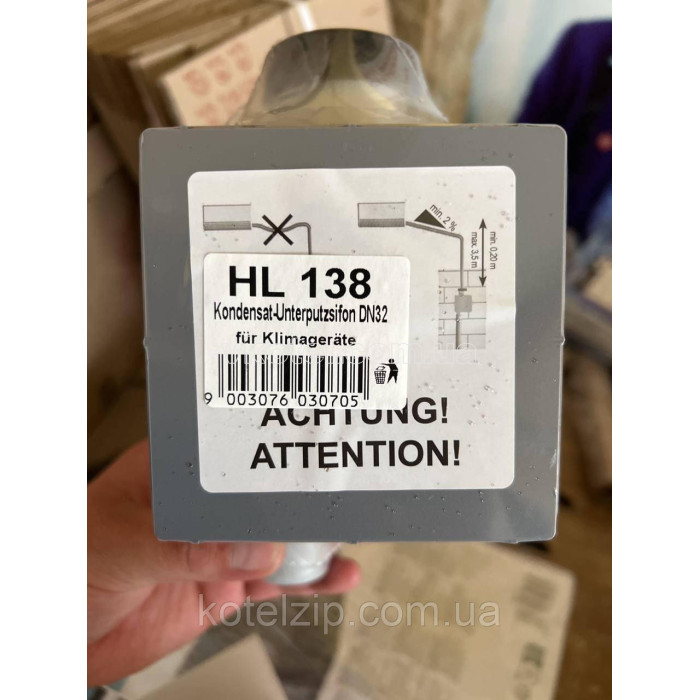 min. 2 %
max. 3,5 m
min. 0,20 m
HL 138
Kondensat-Unterputzsifon DN32
für Klimageräte
9 003076 030705
ACHTUNG!
ATTENTION!
kotelzip.com.ua